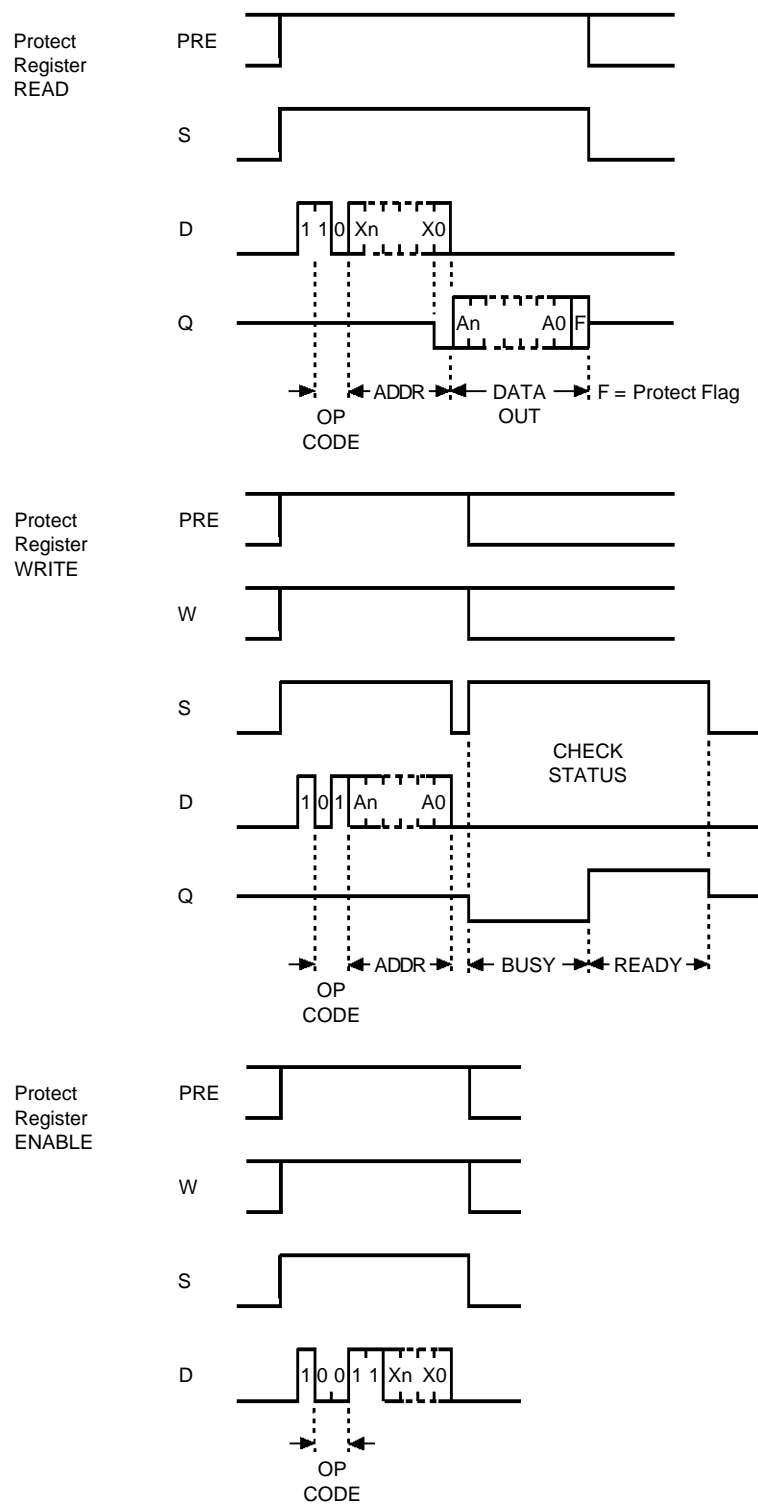 Protect
Register
READ
PRE
S
D
1 1 0 Xn X0
Q
An A0 F
ADDR
DATA
OUT
F = Protect Flag
OP
CODE
Protect
Register
WRITE
PRE
W
S
CHECK
STATUS
D
1 0 1 An A0
Q
ADDR
BUSY
READY
OP
CODE
Protect
Register
ENABLE
PRE
W
S
D
1 0 0 1 1 Xn X0
OP
CODE